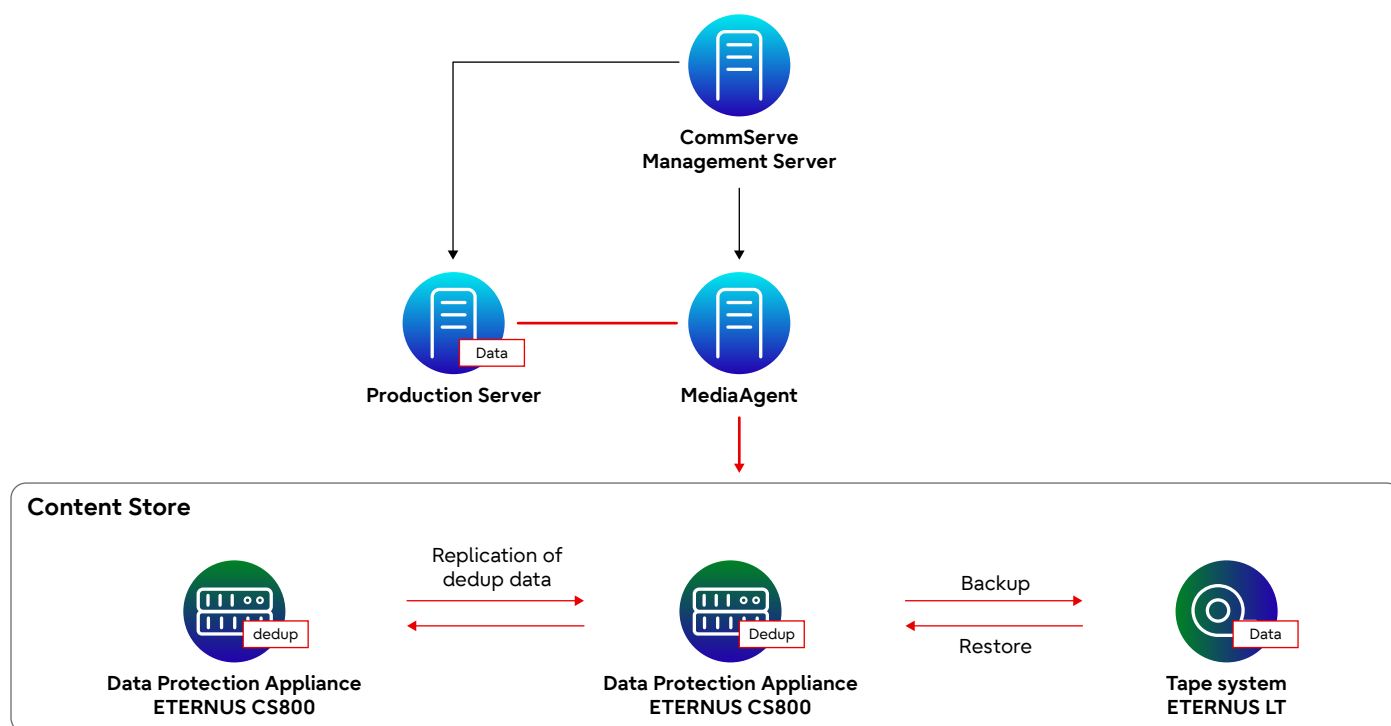 CommServe
Management Server
Data
Production Server
MediaAgent
Content Store
Replication of
dedup data
Backup
Restore
dedup
Dedup
Data
Data Protection Appliance
ETERNUS CS800
Data Protection Appliance
ETERNUS CS800
Tape system
ETERNUS LT